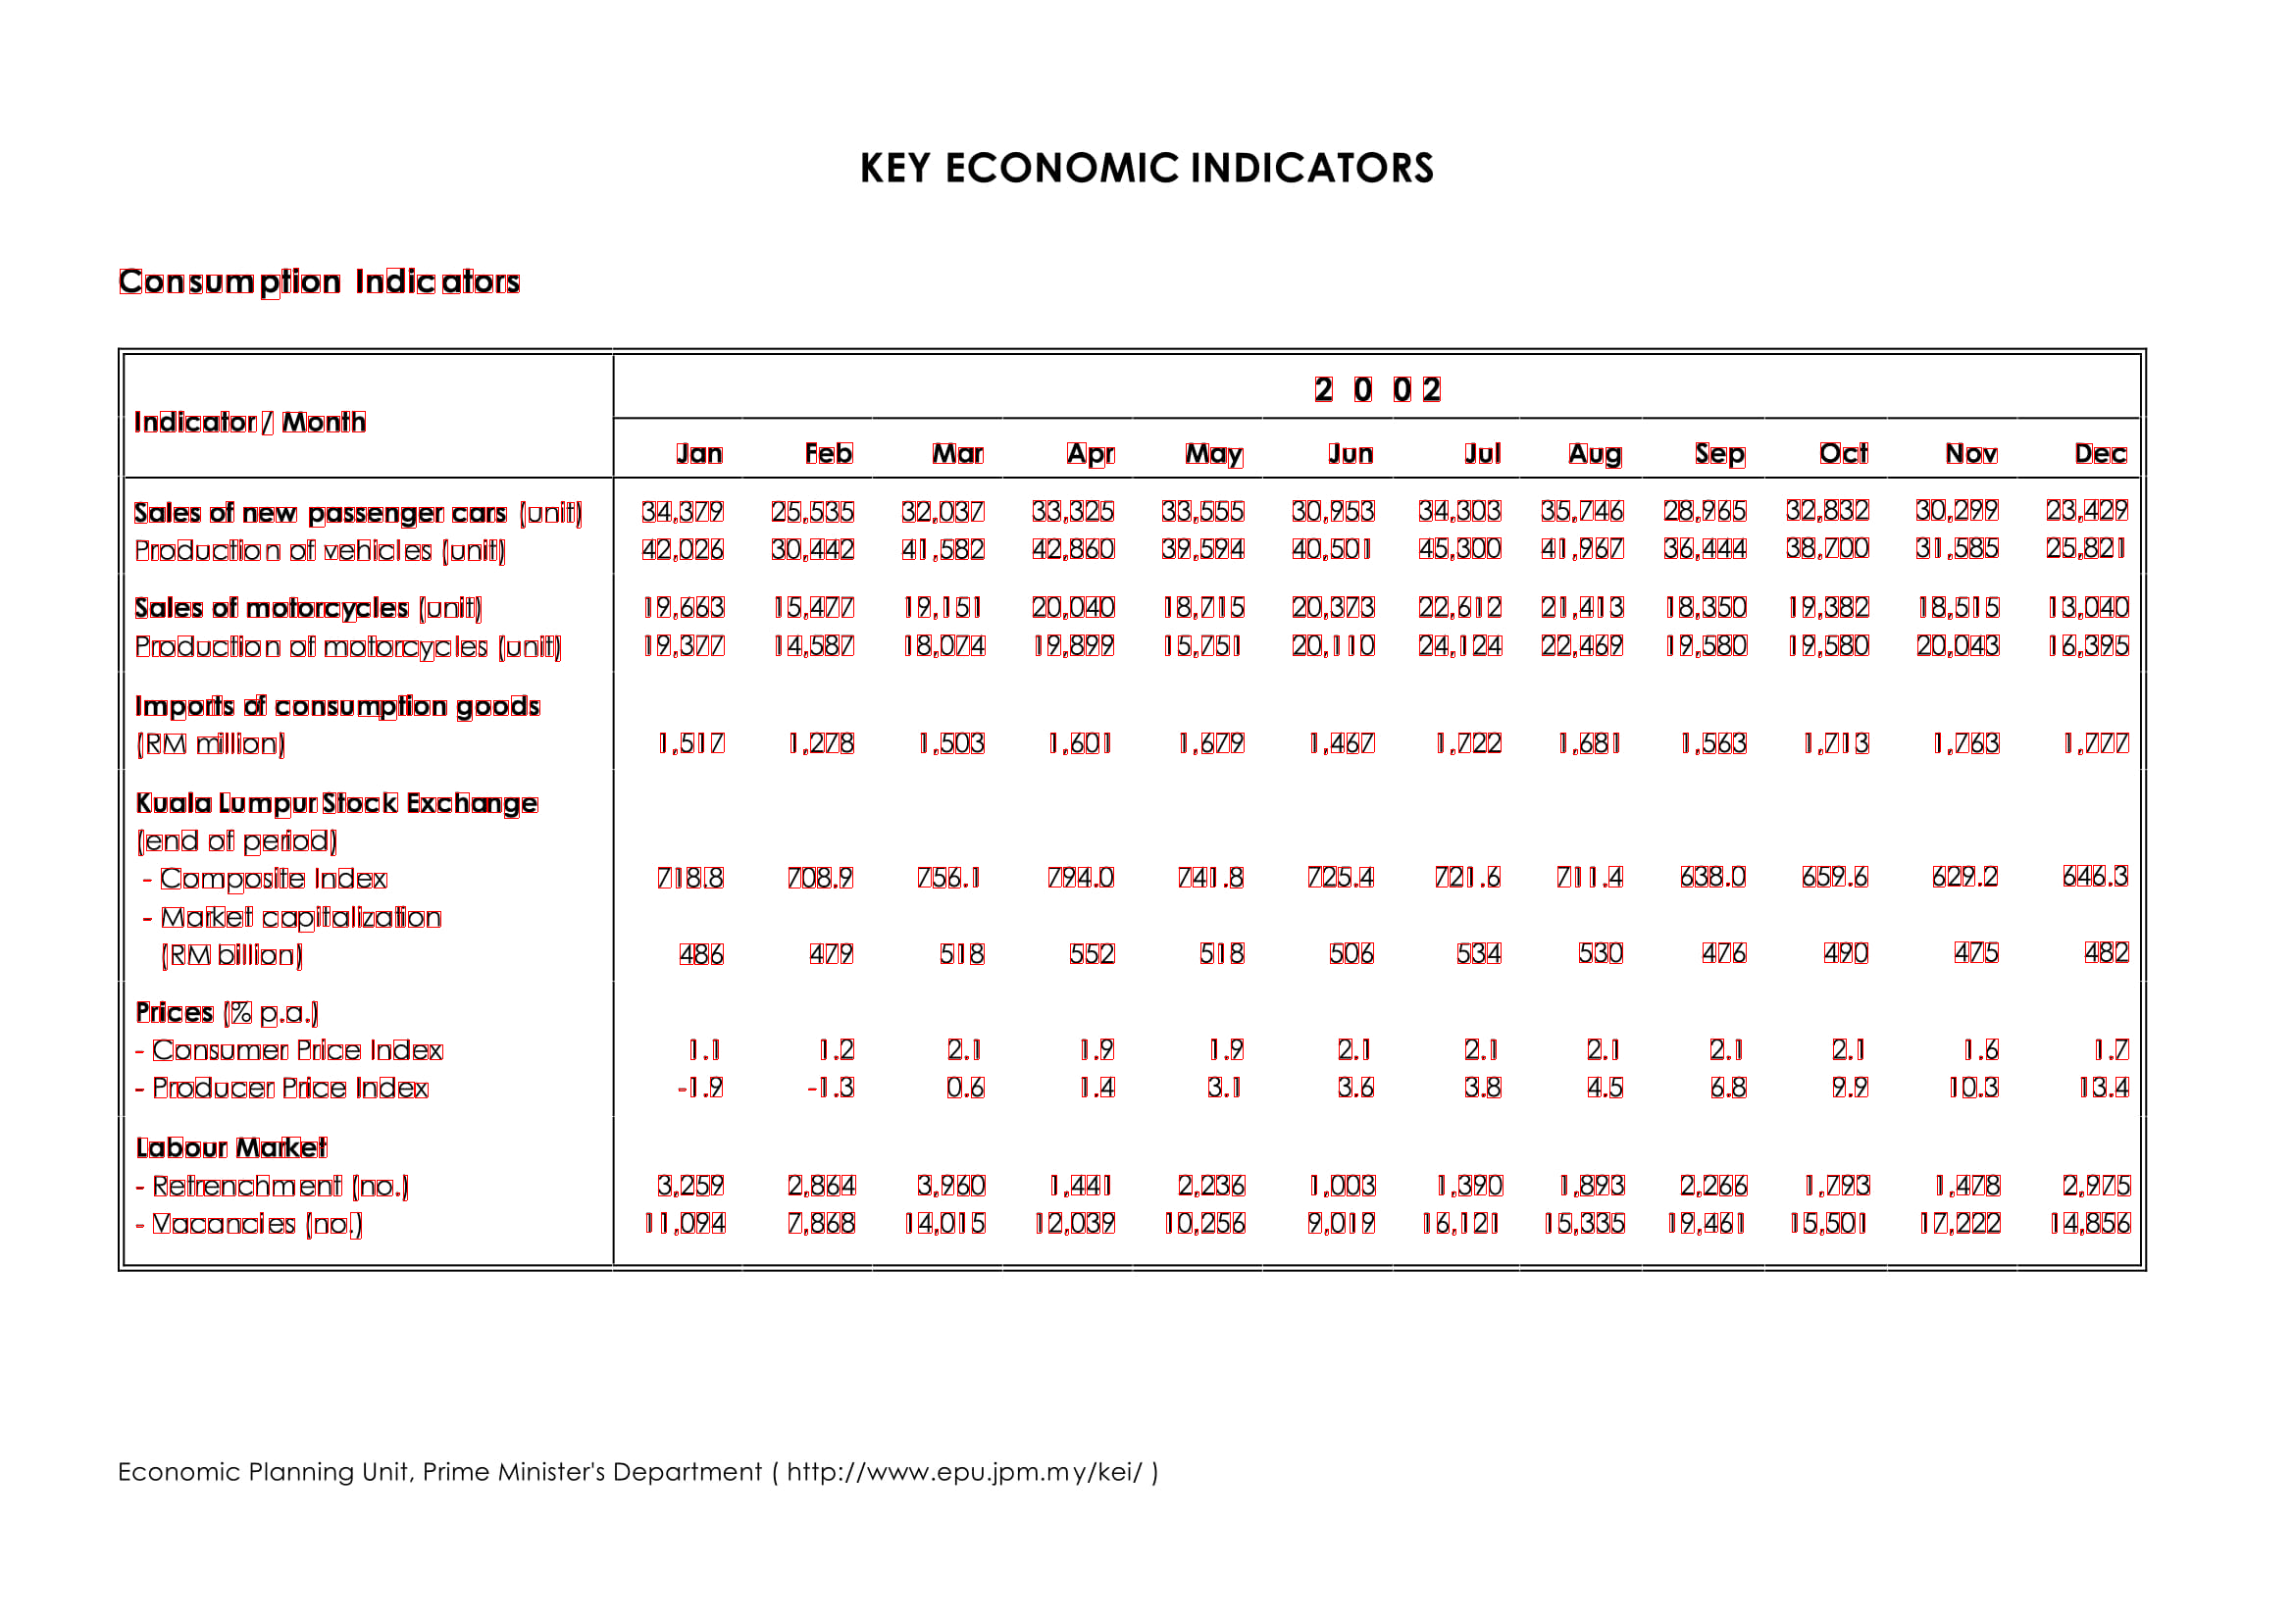 KEY ECONOMIC INDICATORS
Consumption Indicators
2 0 0 2
Indicator / Month
Jan Feb Mar Apr May Jun Jul Aug Sep Oct Nov Dec
Sales of new passenger cars (unit) 34,379 25,535 32,037 33,325 33,555 30,953 34,303 35,746 28,965 32,832 30,299 23,429
Production of vehicles (unit) 42,026 30,442 41,582 42,860 39,594 40,501 45,300 41,967 36,444 38,700 31,585 25,821
Sales of motorcycles (unit) 19,663 15,477 19,151 20,040 18,715 20,373 22,612 21,413 18,350 19,382 18,515 13,040
Production of motorcycles (unit) 19,377 14,587 18,074 19,899 15,751 20,110 24,124 22,469 19,580 19,580 20,043 16,395
Imports of consumption goods
(RM million) 1,517 1,278 1,503 1,601 1,679 1,467 1,722 1,681 1,563 1,713 1,763 1,777
Kuala Lumpur Stock Exchange
(end of period)
- Composite Index 718.8 708.9 756.1 794.0 741.8 725.4 721.6 711.4 638.0 659.6 629.2 646.3
- Market capitalization
(RM billion) 486 479 518 552 518 506 534 530 476 490 475 482
Prices (% p.a.)
- Consumer Price Index 1.1 1.2 2.1 1.9 1.9 2.1 2.1 2.1 2.1 2.1 1.6 1.7
- Producer Price Index -1.9 -1.3 0.6 1.4 3.1 3.6 3.8 4.5 6.8 9.9 10.3 13.4
Labour Market
- Retrenchment (no.) 3,259 2,864 3,960 1,441 2,236 1,003 1,390 1,893 2,266 1,793 1,478 2,975
- Vacancies (no.) 11,094 7,868 14,015 12,039 10,256 9,019 16,121 15,335 19,461 15,501 17,222 14,856
Economic Planning Unit, Prime Minister's Department ( http://www.epu.jpm.my/kei/ )